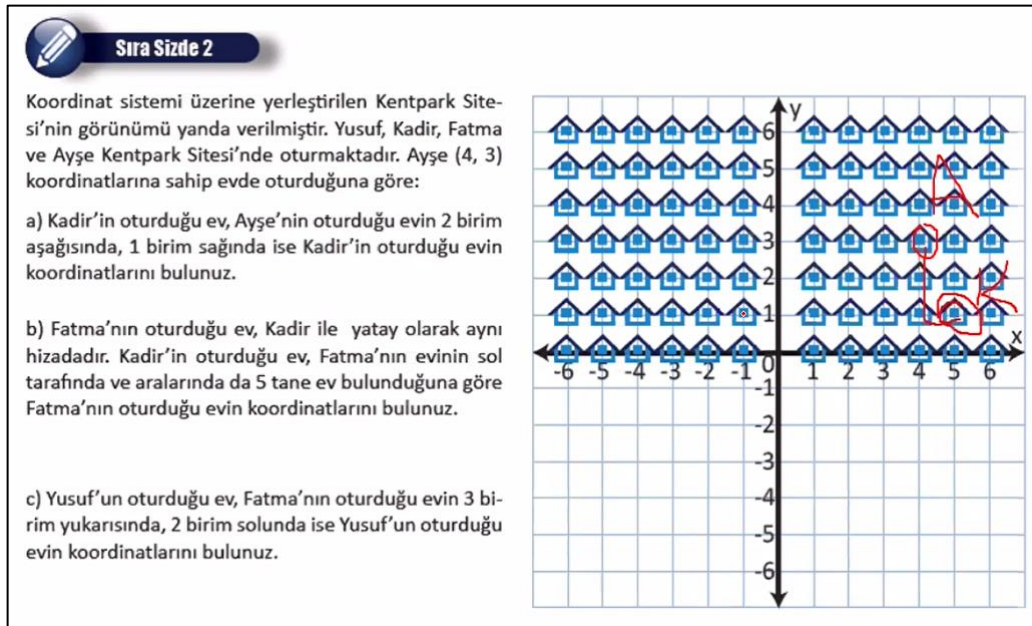 Sıra Sizde 2
Koordinat sistemi üzerine yerleştirilen Kentpark Site-
si'nin görünümü yanda verilmiştir. Yusuf, Kadir, Fatma
ve Ayşe Kentpark Sitesi'nde oturmaktadır. Ayşe (4, 3)
koordinatlarına sahip evde oturduğuna göre:
a) Kadir'in oturduğu ev, Ayşe'nin oturduğu evin 2 birim
aşağısında, 1 birim sağında ise Kadir'in oturduğu evin
koordinatlarını bulunuz.
b) Fatma'nın oturduğu ev, Kadir ile yatay olarak aynı
hizadadır. Kadir'in oturduğu ev, Fatma'nın evinin sol
tarafında ve aralarında da 5 tane ev bulunduğuna göre
Fatma'nın oturduğu evin koordinatlarını bulunuz.
c) Yusuf'un oturduğu ev, Fatma'nın oturduğu evin 3 bi-
rim yukarısında, 2 birim solunda ise Yusuf'un oturduğu
evin koordinatlarını bulunuz.
y
6
5
A
4
3
2
K
1
x
-6 -5 -4 -3 -2 -1 0 1 2 3 4 5 6
-1
-2
-3
-4
-5
-6